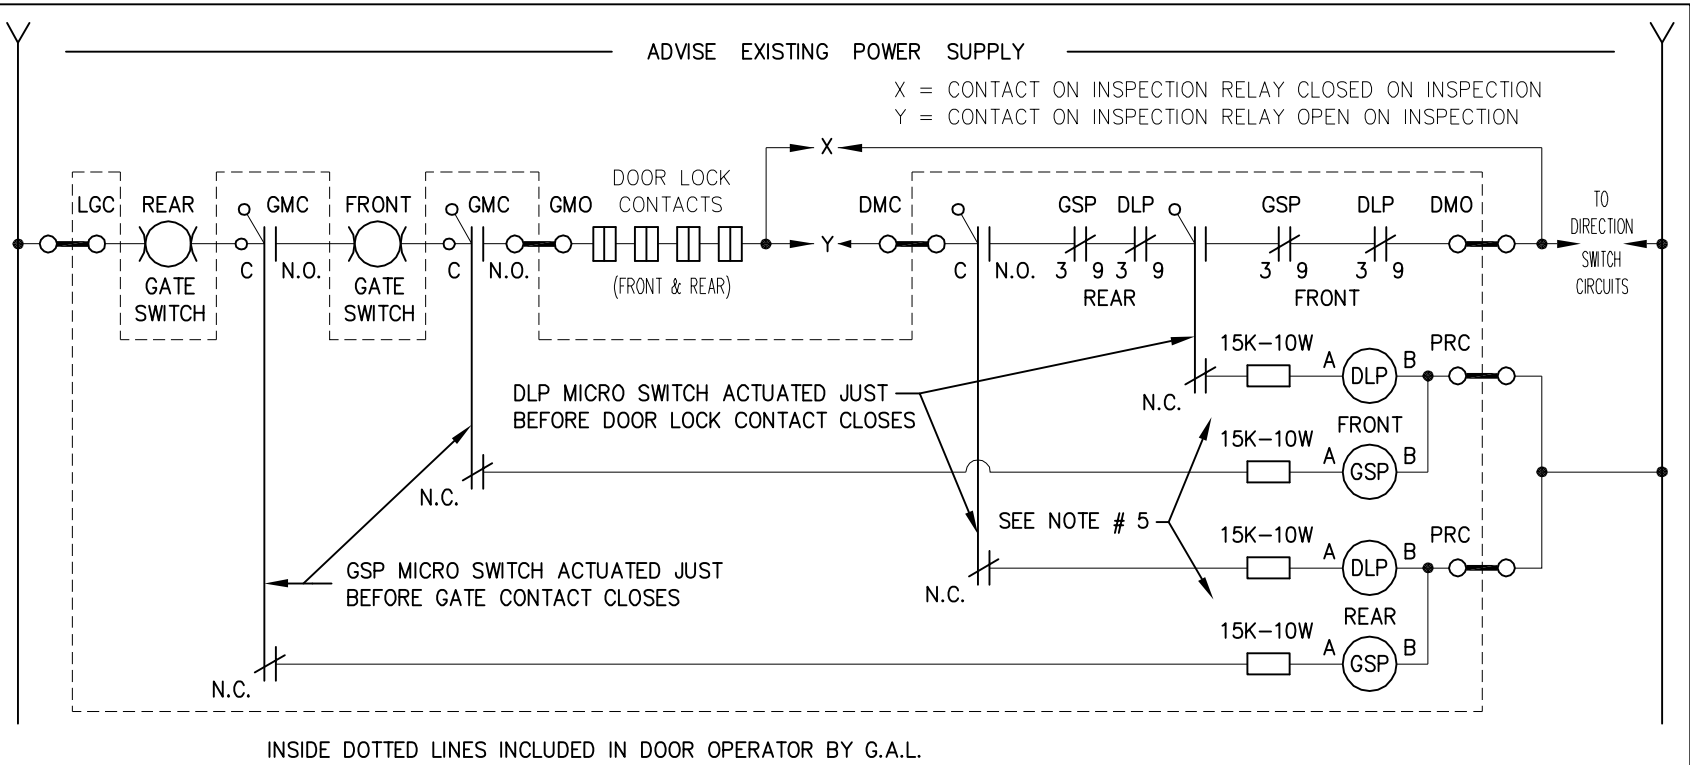 ADVISE EXISTING POWER SUPPLY
X = CONTACT ON INSPECTION RELAY CLOSED ON INSPECTION
Y = CONTACT ON INSPECTION RELAY OPEN ON INSPECTION
X
DOOR LOCK
CONTACTS
LGC REAR GMC FRONT GMC GMO DMC GSP DLP GSP DLP DMO
TO
DIRECTION
SWITCH
CIRCUITS
Y
C N.O. C N.O. C N.O. 3 9 3 9 3 9 3 9
GATE
SWITCH
GATE
SWITCH
(FRONT & REAR)
REAR FRONT
15K-10W A DLP B PRC
N.C.
FRONT
DLP MICRO SWITCH ACTUATED JUST
BEFORE DOOR LOCK CONTACT CLOSES
15K-10W A GSP B
N.C.
SEE NOTE # 5
15K-10W A DLP B PRC
N.C.
GSP MICRO SWITCH ACTUATED JUST
BEFORE GATE CONTACT CLOSES
REAR
15K-10W A GSP B
N.C.
INSIDE DOTTED LINES INCLUDED IN DOOR OPERATOR BY G.A.L.